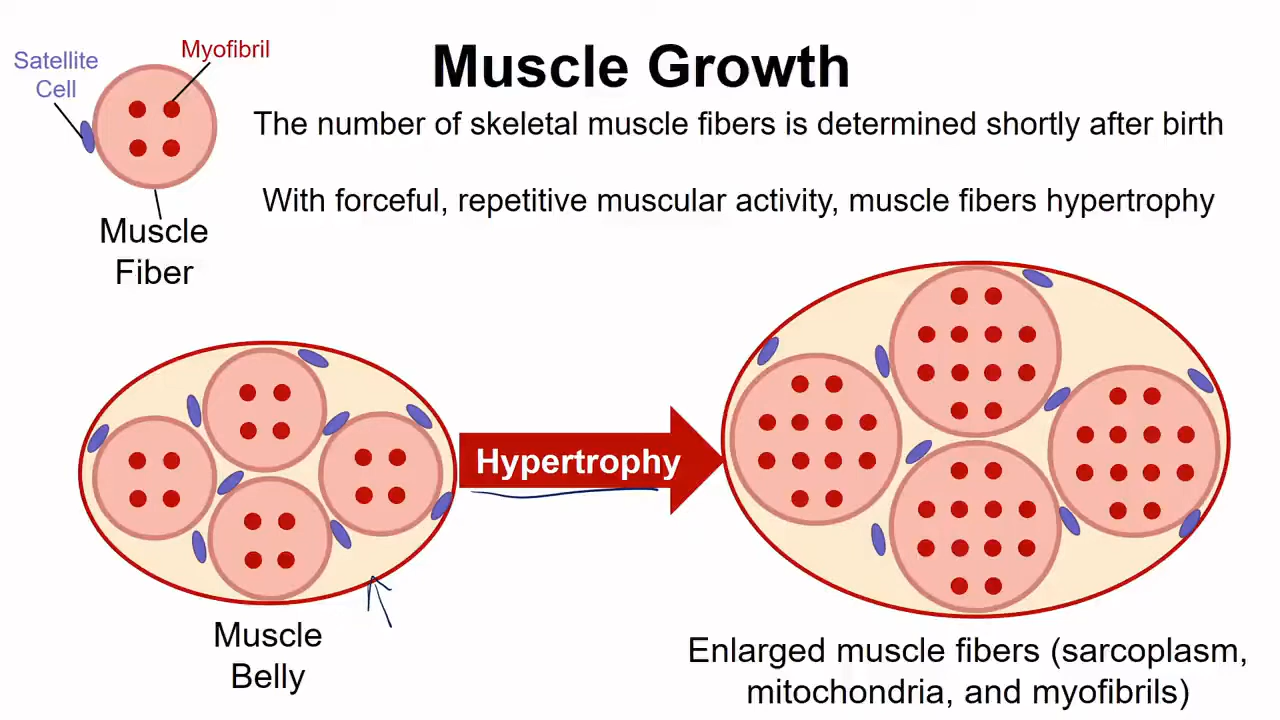 Muscle Growth
Satellite
Cell
Myofibril
The number of skeletal muscle fibers is determined shortly after birth
With forceful, repetitive muscular activity, muscle fibers hypertrophy
Muscle
Fiber
Hypertrophy
Muscle
Belly
Enlarged muscle fibers (sarcoplasm,
mitochondria, and myofibrils)